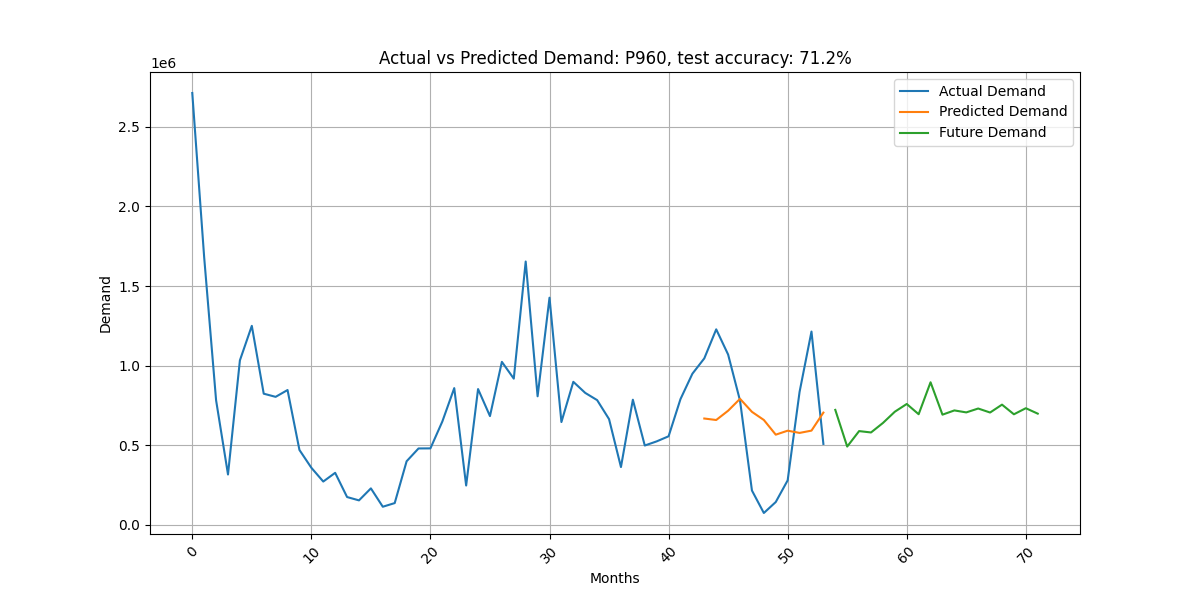 Actual vs Predicted Demand: P960, test accuracy: 71.2%
1e6
Actual Demand
Predicted Demand
Future Demand
2.5
2.0
1.5
1.0
0.5
0.0
Demand
0 10 20 30 40 50 60 70
Months